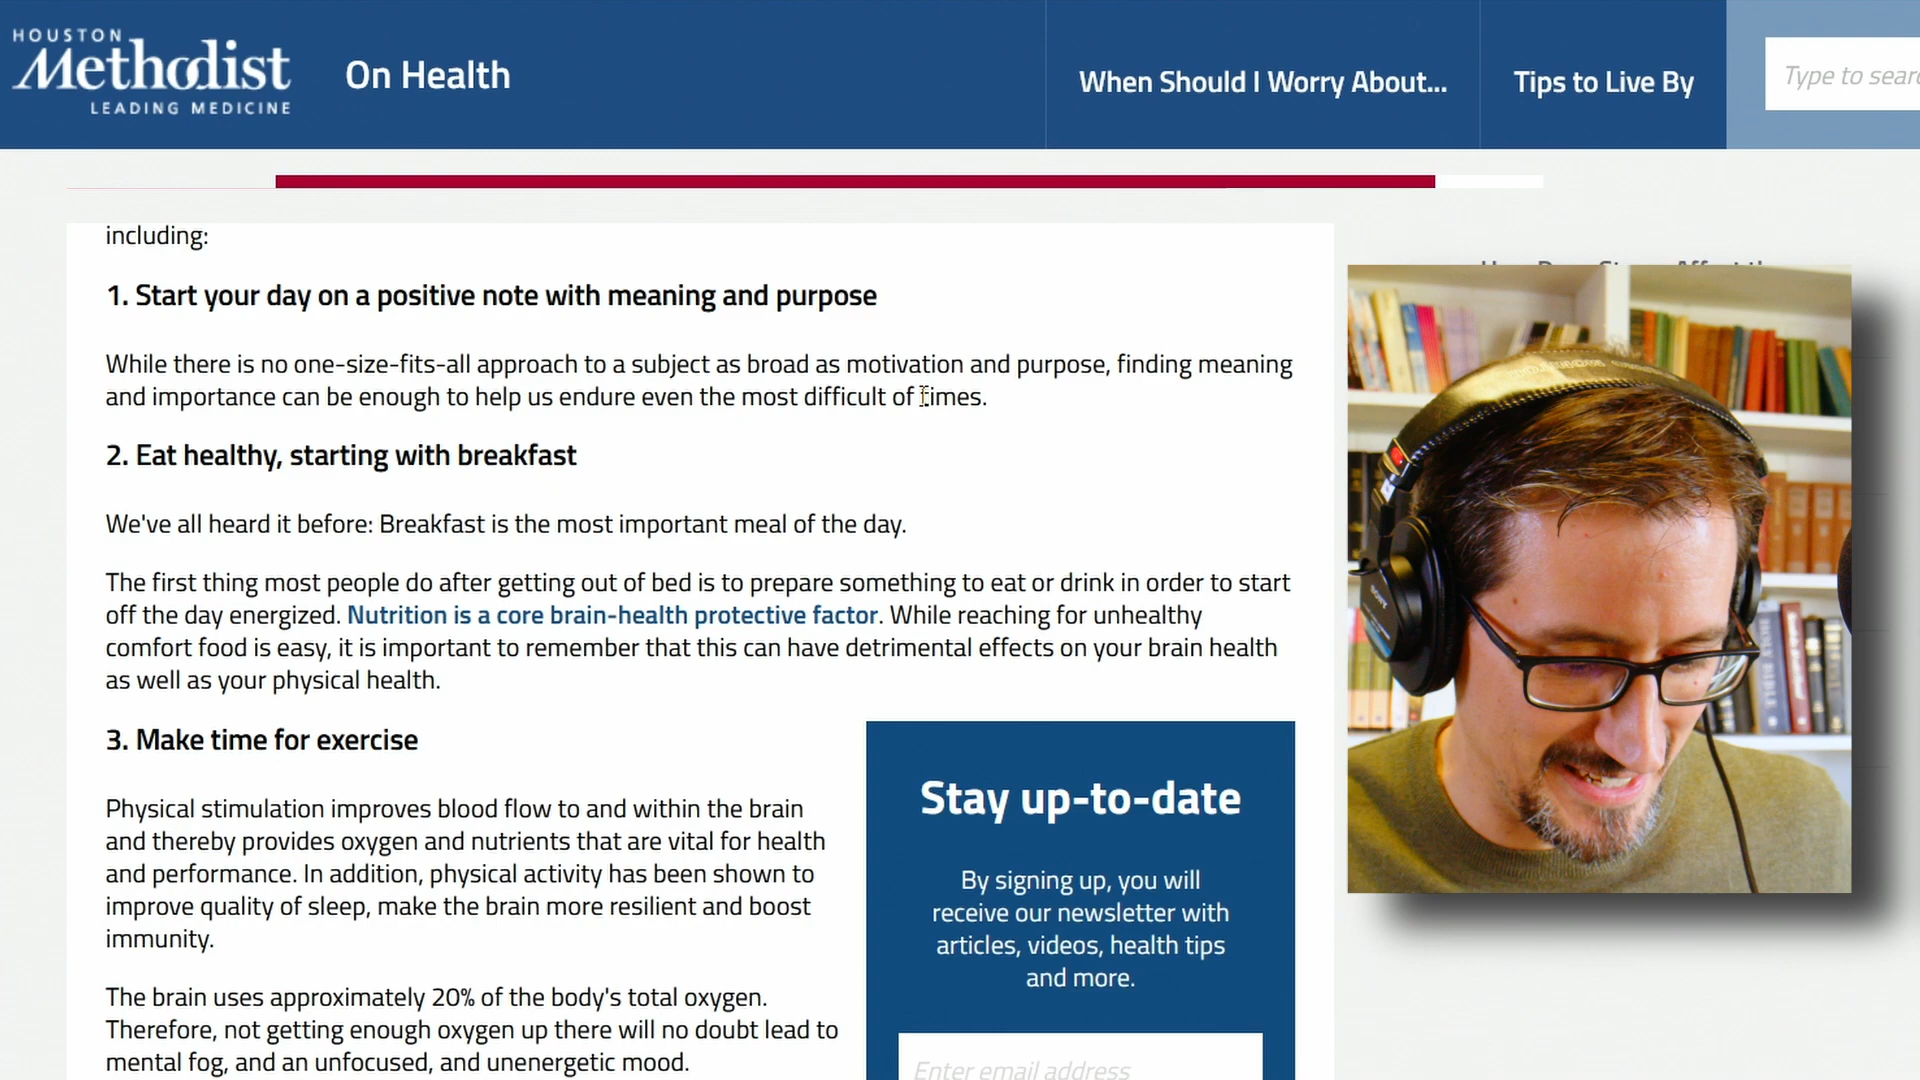 HOUSTON
Methodist
LEADING MEDICINE
On Health
When Should I Worry About...
Tips to Live By
Type to sear
including:
1. Start your day on a positive note with meaning and purpose
While there is no one-size-fits-all approach to a subject as broad as motivation and purpose, finding meaning
and importance can be enough to help us endure even the most difficult of times.
2. Eat healthy, starting with breakfast
We've all heard it before: Breakfast is the most important meal of the day.
The first thing most people do after getting out of bed is to prepare something to eat or drink in order to start
off the day energized. Nutrition is a core brain-health protective factor. While reaching for unhealthy
comfort food is easy, it is important to remember that this can have detrimental effects on your brain health
as well as your physical health.
3. Make time for exercise
Physical stimulation improves blood flow to and within the brain
and thereby provides oxygen and nutrients that are vital for health
and performance. In addition, physical activity has been shown to
improve quality of sleep, make the brain more resilient and boost
immunity.
The brain uses approximately 20% of the body's total oxygen.
Therefore, not getting enough oxygen up there will no doubt lead to
mental fog, and an unfocused, and unenergetic mood.
Stay up-to-date
By signing up, you will
receive our newsletter with
articles, videos, health tips
and more.
Enter email address
SONY
HOLY BIBLE